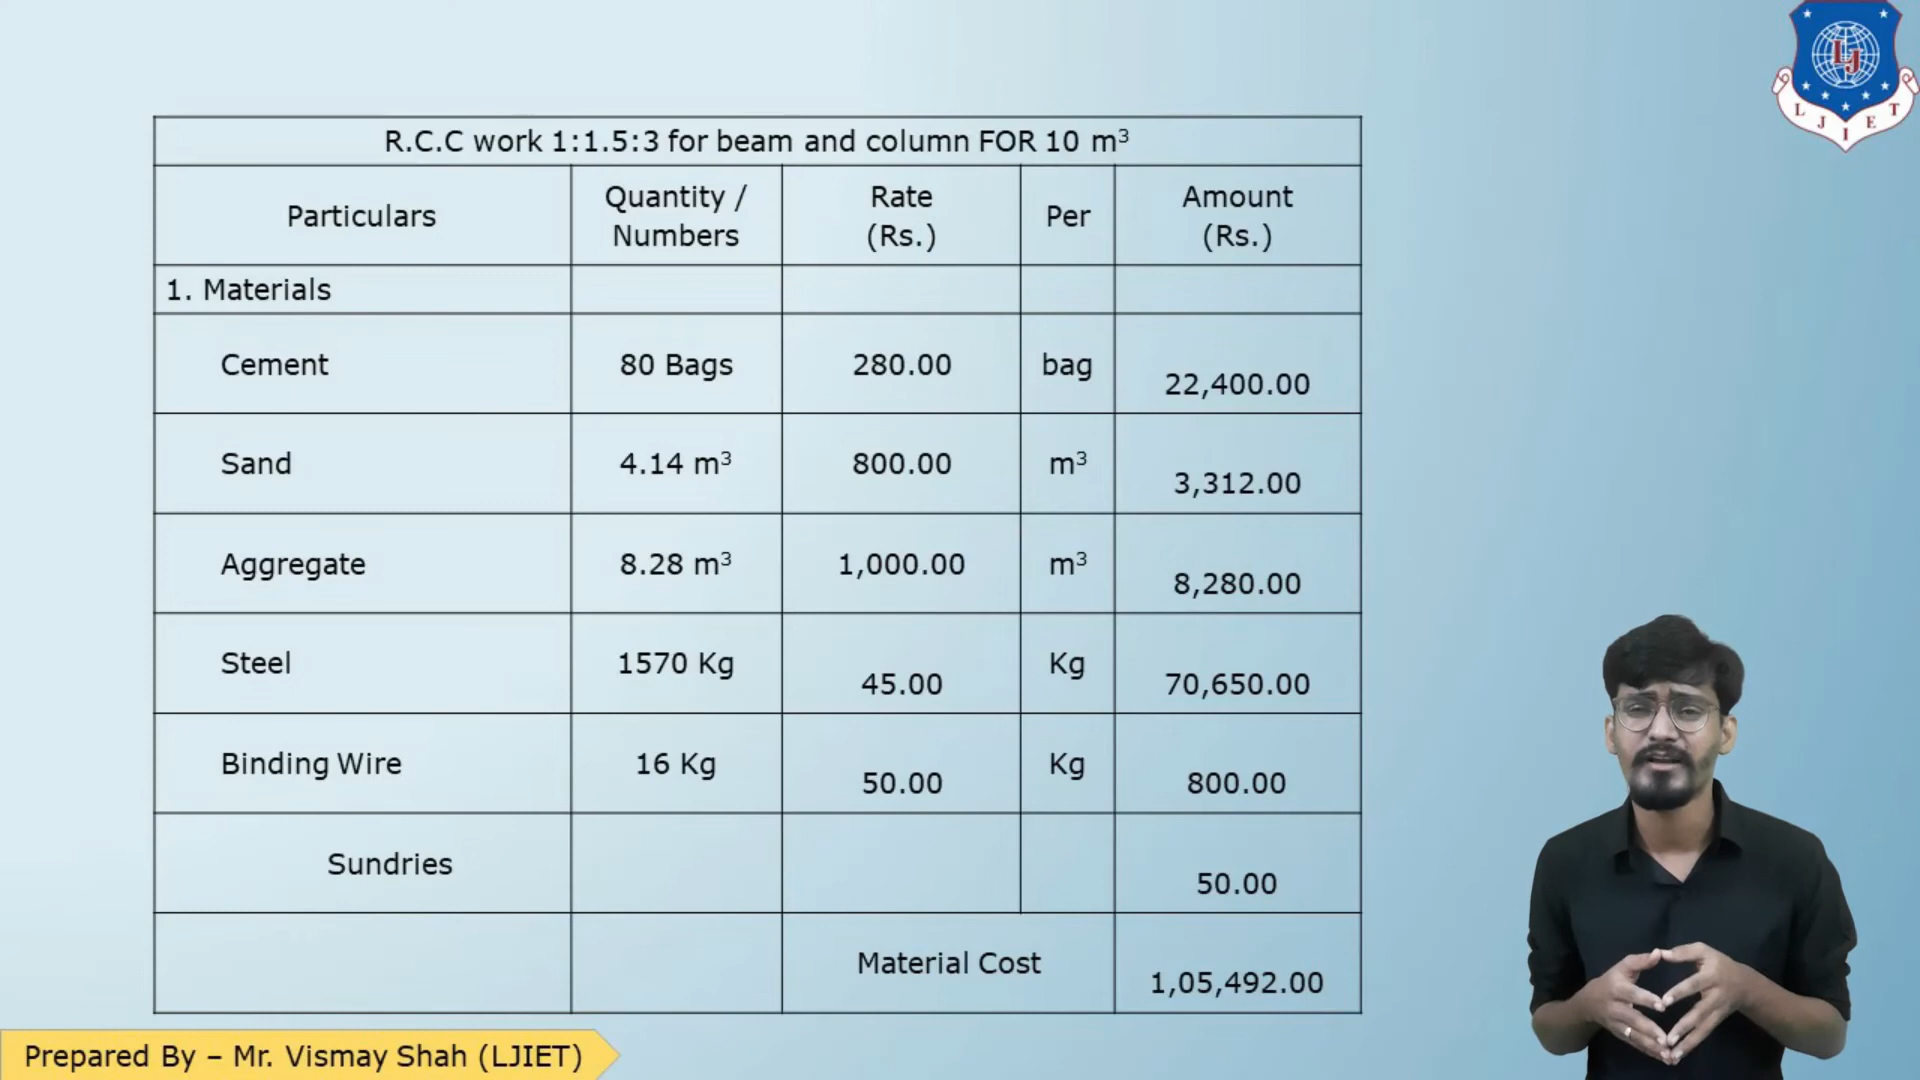 R.C.C work 1:1.5:3 for beam and column FOR 10 m³
Particulars Quantity / Numbers Rate (Rs.) Per Amount (Rs.)
1. Materials
Cement 80 Bags 280.00 bag 22,400.00
Sand 4.14 m³ 800.00 m³ 3,312.00
Aggregate 8.28 m³ 1,000.00 m³ 8,280.00
Steel 1570 Kg 45.00 Kg 70,650.00
Binding Wire 16 Kg 50.00 Kg 800.00
Sundries 50.00
Material Cost 1,05,492.00
Prepared By – Mr. Vismay Shah (LJIET)
LJ
L J I E T